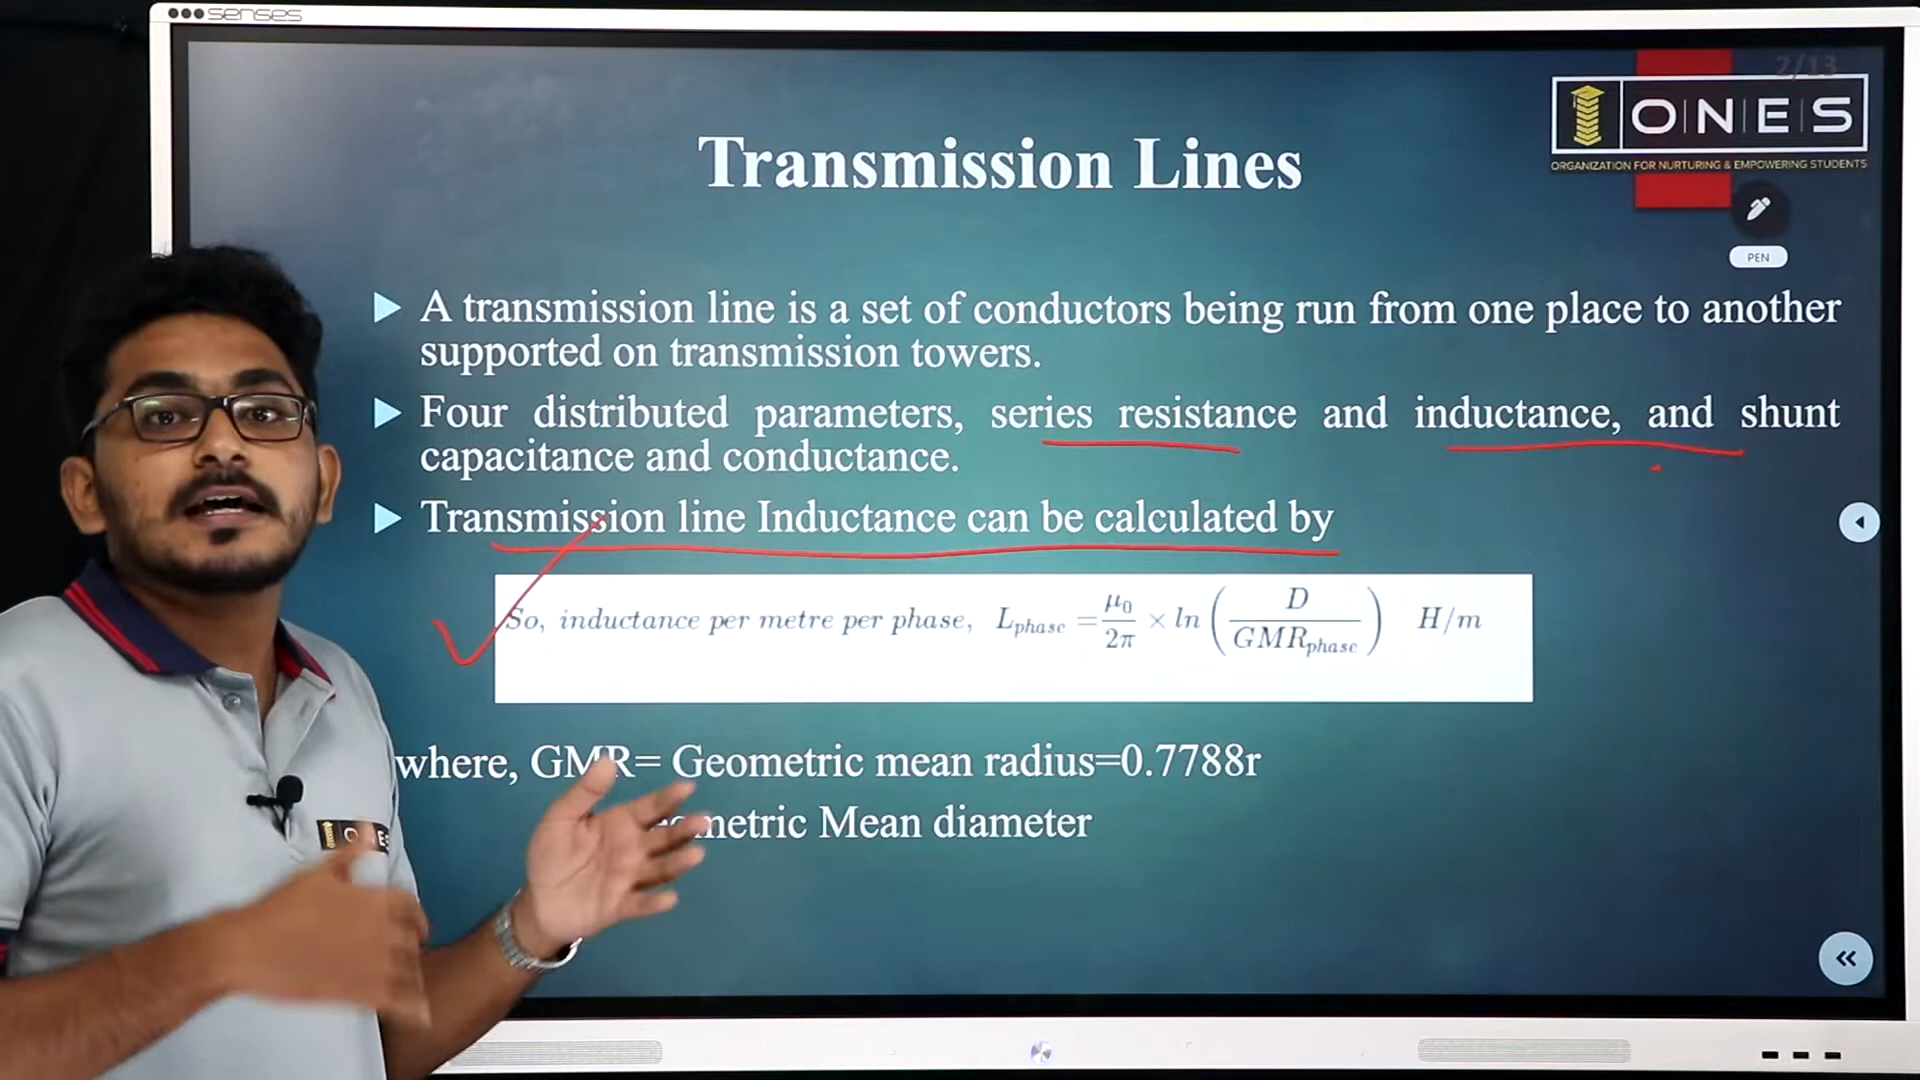 senses
2/13
ONES
ORGANIZATION FOR NURTURING & EMPOWERING STUDENTS
Transmission Lines
PEN
A transmission line is a set of conductors being run from one place to another
supported on transmission towers.
Four distributed parameters, series resistance and inductance, and shunt
capacitance and conductance.
Transmission line Inductance can be calculated by
So, inductance per metre per phase, L_phase = μ0/2π × ln (D/GMR_phase) H/m
where, GMR= Geometric mean radius=0.7788r
Mean diameter